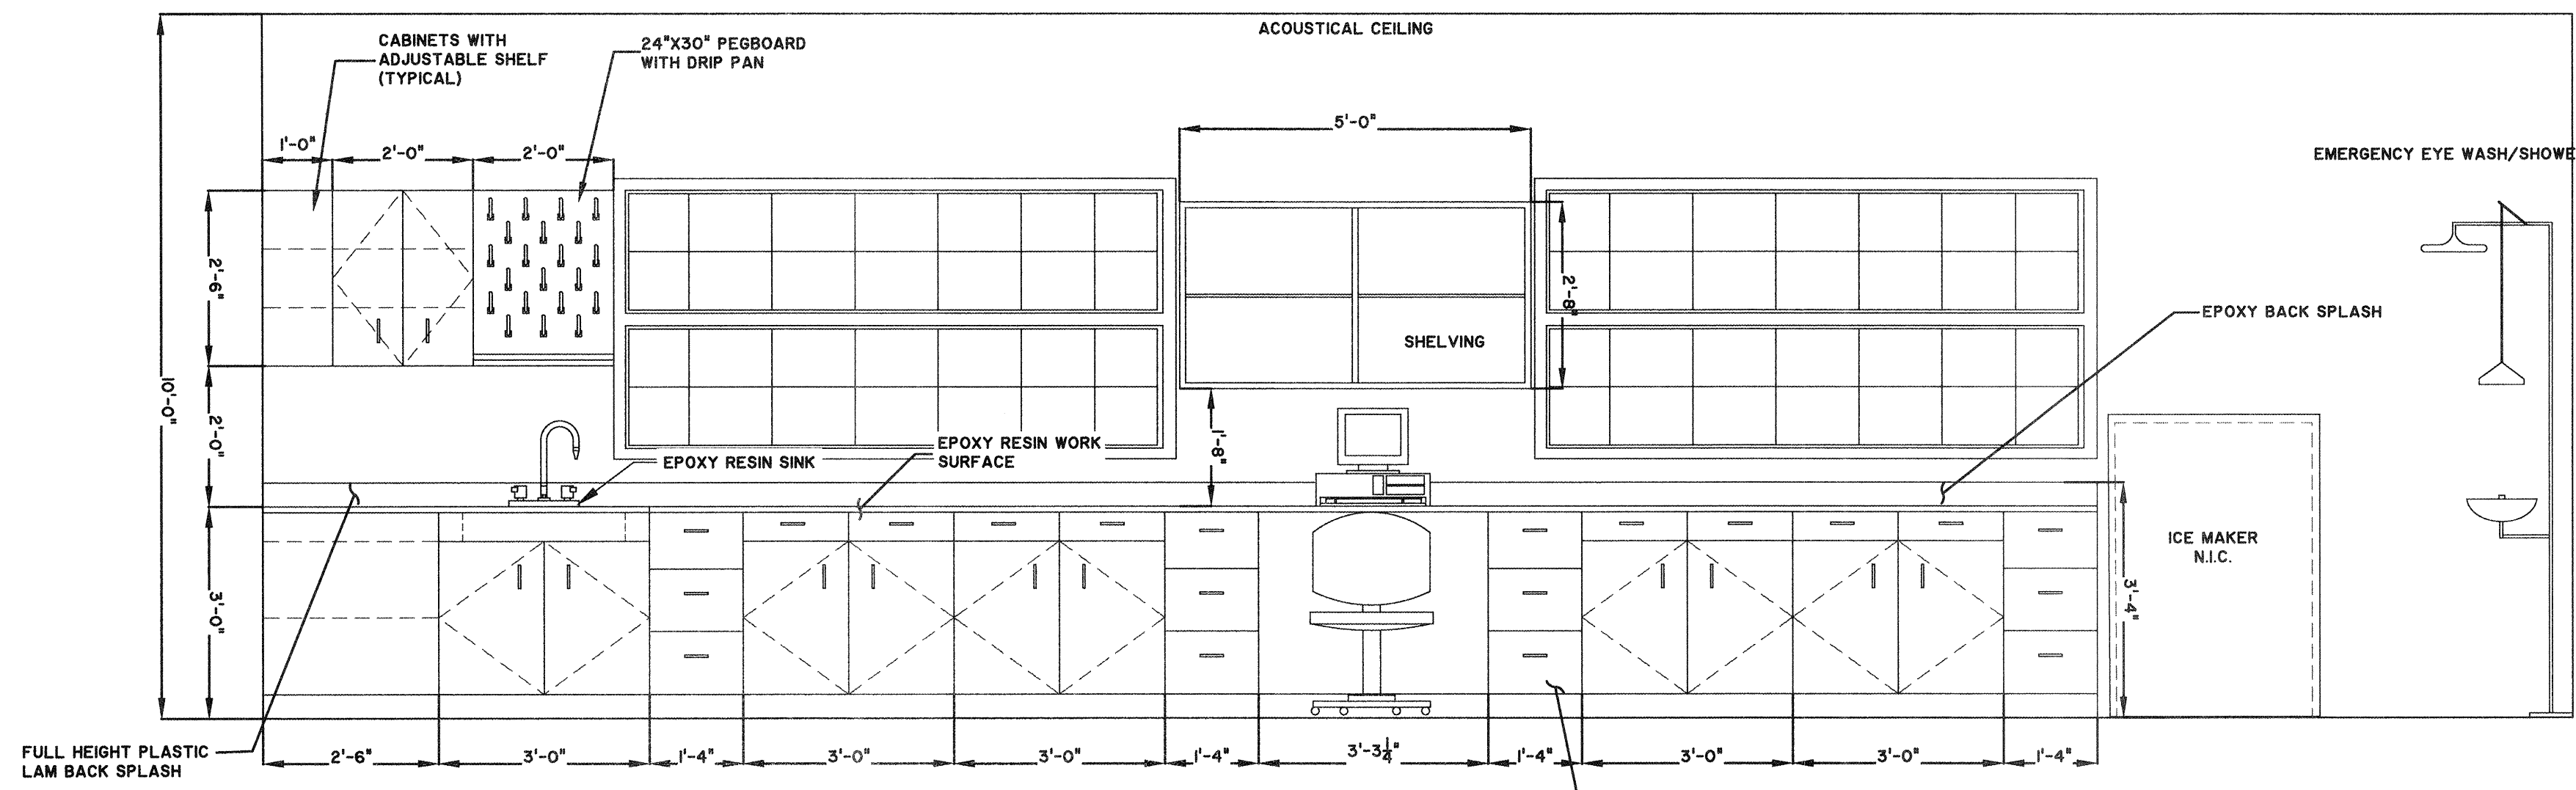 ACOUSTICAL CEILING
CABINETS WITH
ADJUSTABLE SHELF
(TYPICAL)
24"X30" PEGBOARD
WITH DRIP PAN
5'-0"
1'-0"
2'-0"
2'-0"
EMERGENCY EYE WASH/SHOWE
2'-6"
2'-8"
EPOXY BACK SPLASH
SHELVING
10'-0"
2'-0"
1'-8"
EPOXY RESIN WORK
SURFACE
EPOXY RESIN SINK
ICE MAKER
N.I.C.
3'-0"
3'-4"
FULL HEIGHT PLASTIC
LAM BACK SPLASH
2'-6"
3'-0"
1'-4"
3'-0"
3'-0"
1'-4"
3'-3 1/4"
1'-4"
3'-0"
3'-0"
1'-4"